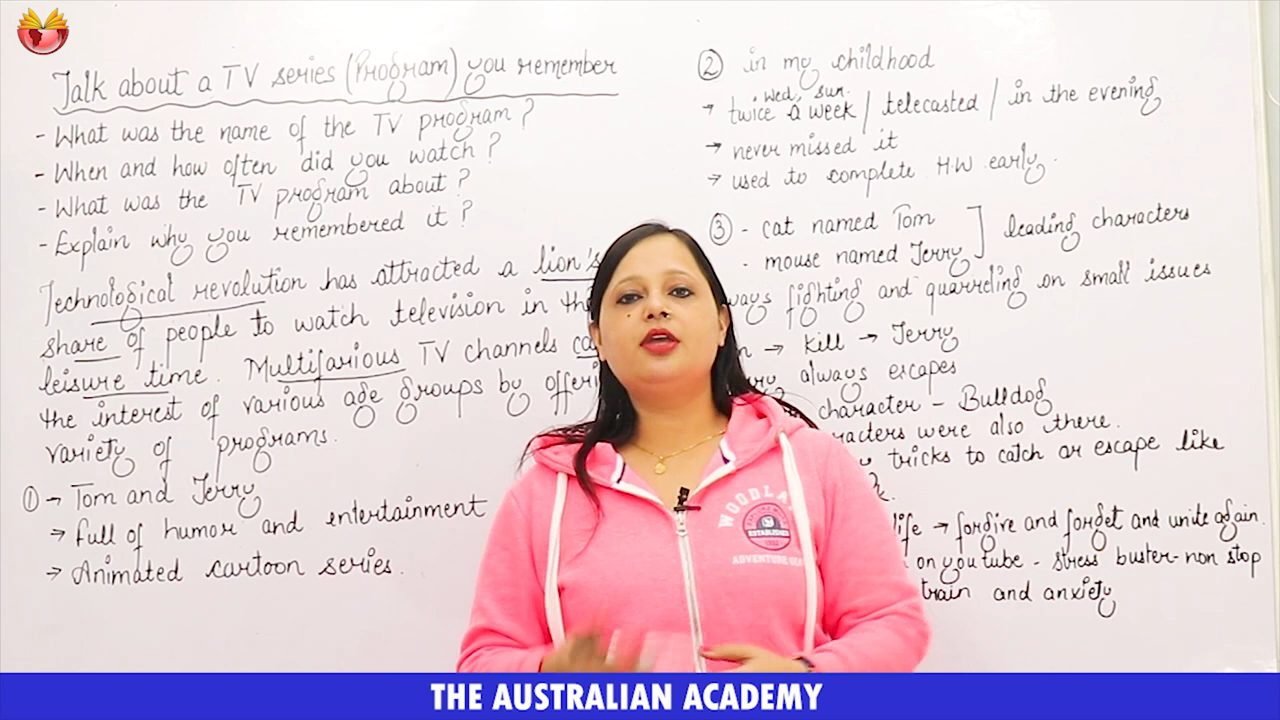 Talk about a TV series (Program) you remember
- What was the name of the TV program?
- When and how often did you watch?
- What was the TV program about?
- Explain why you remembered it?
Technological revolution has attracted a lion's
share of people to watch television in
leisure time. Multifarious TV channels
the interest of various age groups by
variety of programs.
① → Tom and Jerry
→ full of humor and entertainment
→ Animated cartoon series.
② in my childhood
Wed, Sun.
→ twice a week / telecasted / in the evening
→ never missed it
→ used to complete H.W early.
③ - cat named Tom
- mouse named Jerry ] leading characters
fighting and quarreling on small issues
→ Kill → Jerry
always escapes
character - Bulldog
were also there.
tricks to catch or escape like
life → forgive and forget and unite again.
on youtube - stress buster - non stop
and anxiety
WOODLA
ESTABLISHED
ADVENTURE
THE AUSTRALIAN ACADEMY